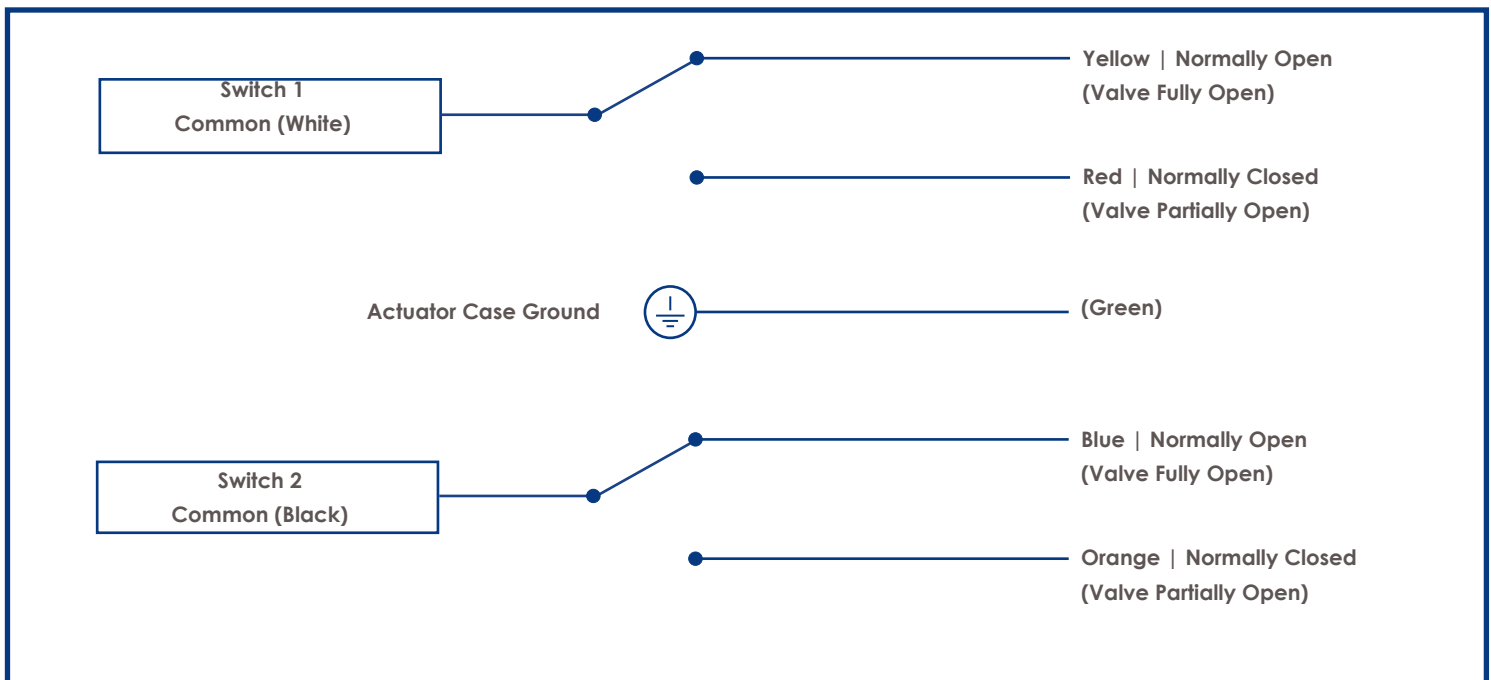 Switch 1
Common (White)
Yellow | Normally Open
(Valve Fully Open)
Red | Normally Closed
(Valve Partially Open)
Actuator Case Ground
(Green)
Switch 2
Common (Black)
Blue | Normally Open
(Valve Fully Open)
Orange | Normally Closed
(Valve Partially Open)